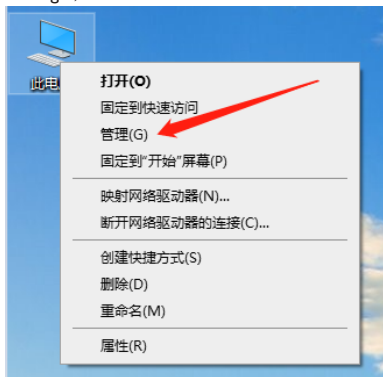 此电
打开(O)
固定到快速访问
管理(G)
固定到"开始"屏幕(P)
映射网络驱动器(N)...
断开网络驱动器的连接(C)...
创建快捷方式(S)
删除(D)
重命名(M)
属性(R)